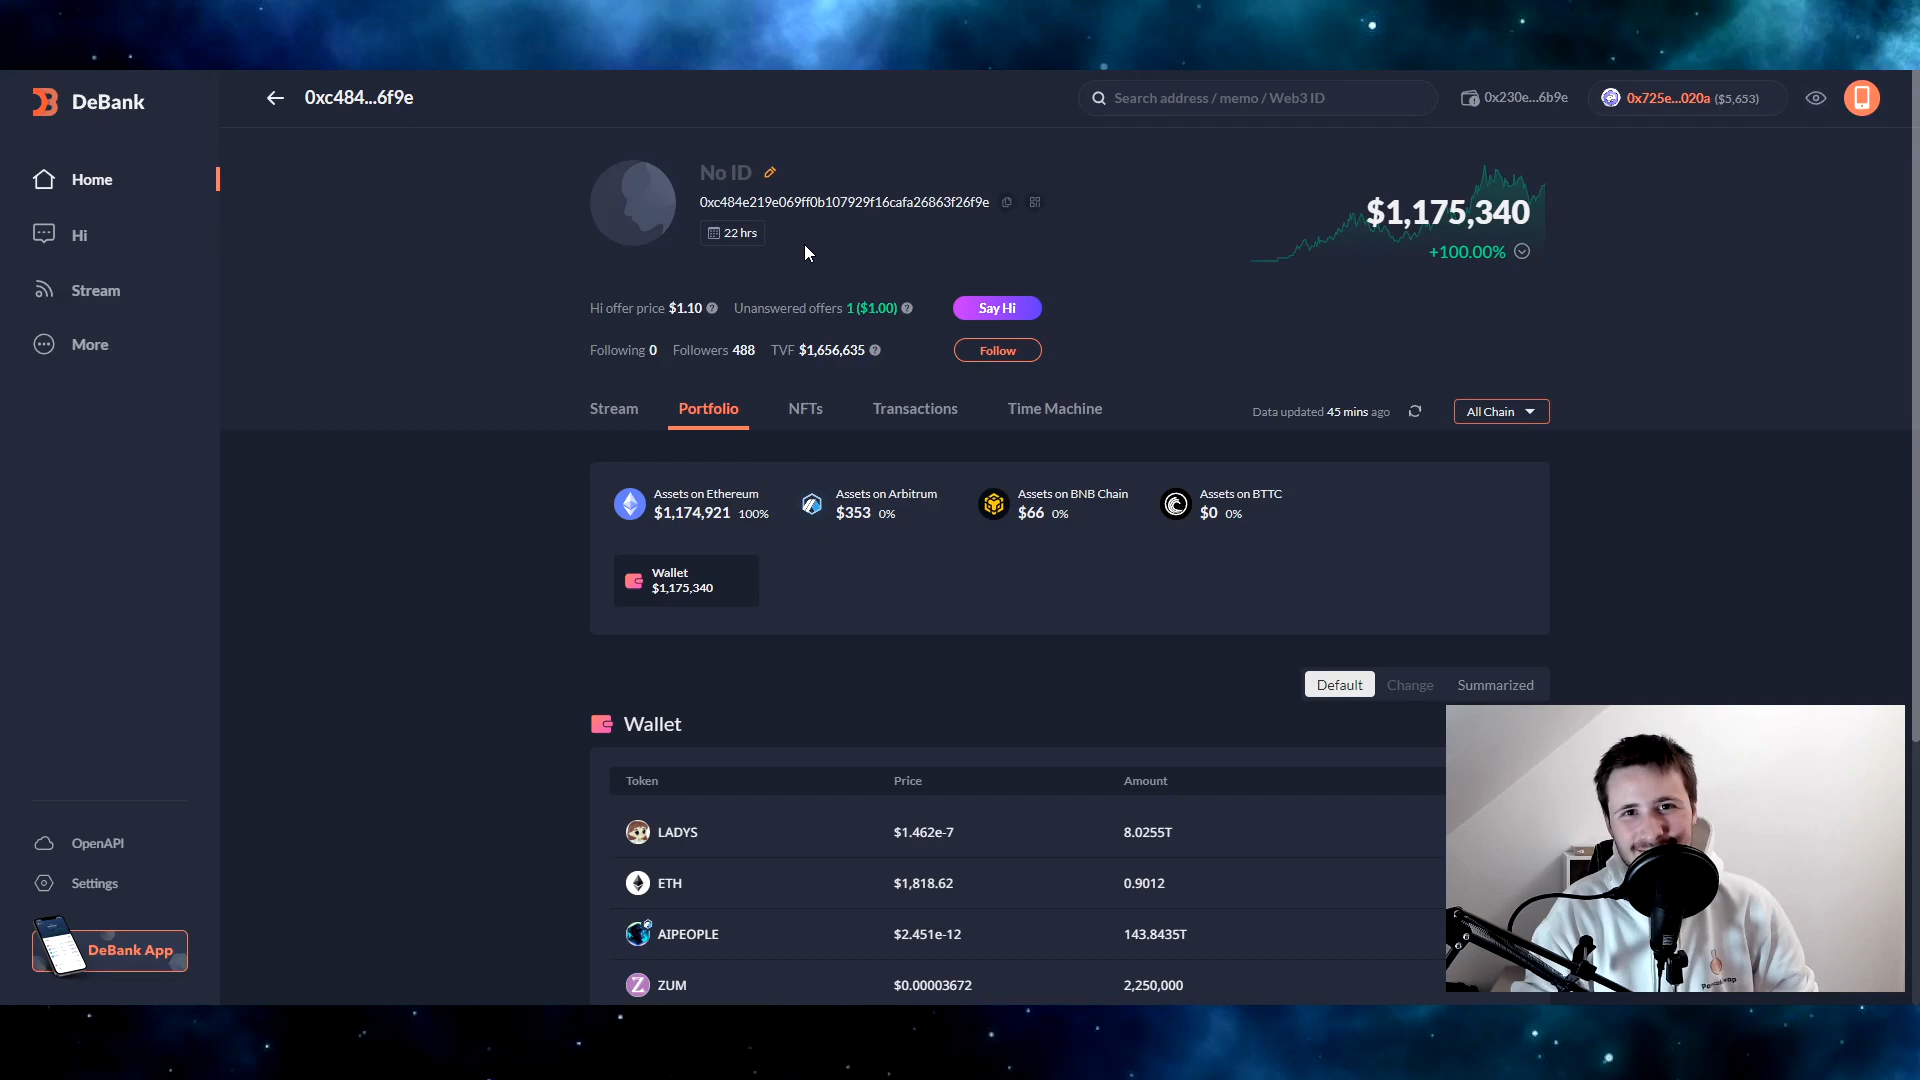 DeBank
0xc484...6f9e
Search address / memo / Web3 ID
0x230e...6b9e
0x725e...020a ($5,653)
Home
Hi
Stream
More
No ID
0xc484e219e069ff0b107929f16cafa26863f26f9e
22 hrs
$1,175,340
+100.00%
Hi offer price $1.10 Unanswered offers 1 ($1.00)
Say Hi
Following 0 Followers 488 TVF $1,656,635
Follow
Stream Portfolio NFTs Transactions Time Machine
Data updated 45 mins ago
All Chain
Assets on Ethereum
$1,174,921 100%
Assets on Arbitrum
$353 0%
Assets on BNB Chain
$66 0%
Assets on BTTC
$0 0%
Wallet
$1,175,340
Default Change Summarized
Wallet
Token Price Amount
LADYS $1.462e-7 8.0255T
ETH $1,818.62 0.9012
AIPEOPLE $2.451e-12 143.8435T
ZUM $0.00003672 2,250,000
OpenAPI
Settings
DeBank App